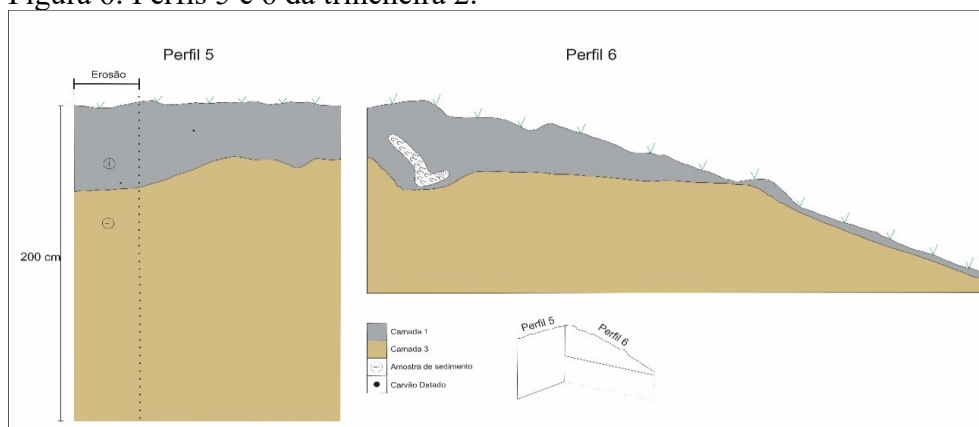 Figura 6: Perfis 5 e 6 da trincheira 2.
Perfil 5
Perfil 6
Erosão
200 cm
Camada 1
Camada 3
Amostra de sedimento
Carvão Datado
Perfil 5
Perfil 6